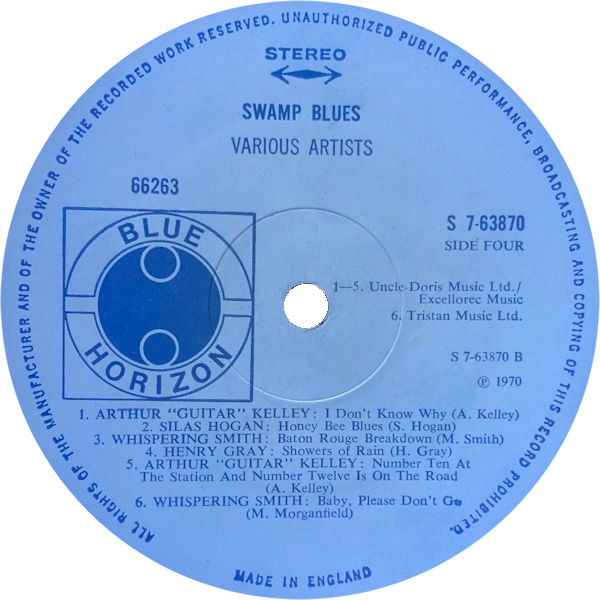 ALL RIGHTS OF THE MANUFACTURER AND OF THE OWNER OF THE RECORDED WORK RESERVED. UNAUTHORIZED PUBLIC PERFORMANCE, BROADCASTING AND COPYING OF THIS RECORD PROHIBITED.
STEREO
SWAMP BLUES
VARIOUS ARTISTS
66263
BLUE
HORIZON
S 7-63870
SIDE FOUR
1—5. Uncle Doris Music Ltd./
Excellorec Music
6. Tristan Music Ltd.
S 7-63870 B
℗ 1970
1. ARTHUR "GUITAR" KELLEY: I Don't Know Why (A. Kelley)
2. SILAS HOGAN: Honey Bee Blues (S. Hogan)
3. WHISPERING SMITH: Baton Rouge Breakdown (M. Smith)
4. HENRY GRAY: Showers of Rain (H. Gray)
5. ARTHUR "GUITAR" KELLEY: Number Ten At
The Station And Number Twelve Is On The Road
(A. Kelley)
6. WHISPERING SMITH: Baby, Please Don't Go
(M. Morganfield)
MADE IN ENGLAND